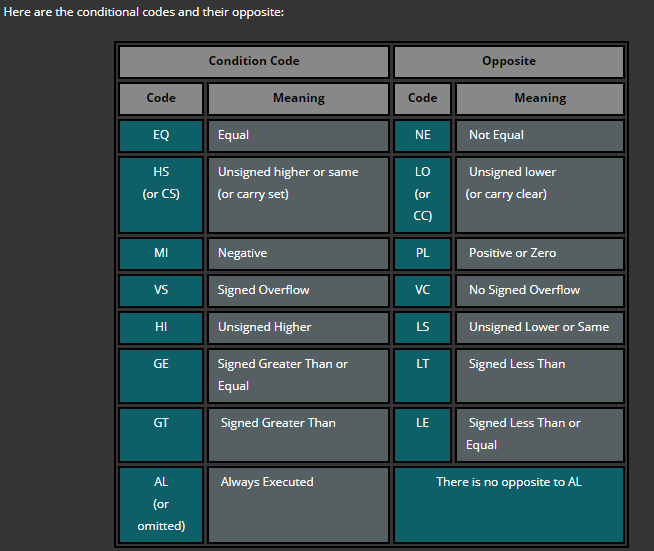 Here are the conditional codes and their opposite:
Condition Code Opposite
Code Meaning Code Meaning
EQ Equal NE Not Equal
HS Unsigned higher or same LO Unsigned lower
(or CS) (or carry set) (or (or carry clear)
CC)
MI Negative PL Positive or Zero
VS Signed Overflow VC No Signed Overflow
HI Unsigned Higher LS Unsigned Lower or Same
GE Signed Greater Than or LT Signed Less Than
Equal
GT Signed Greater Than LE Signed Less Than or
Equal
AL Always Executed There is no opposite to AL
(or
omitted)